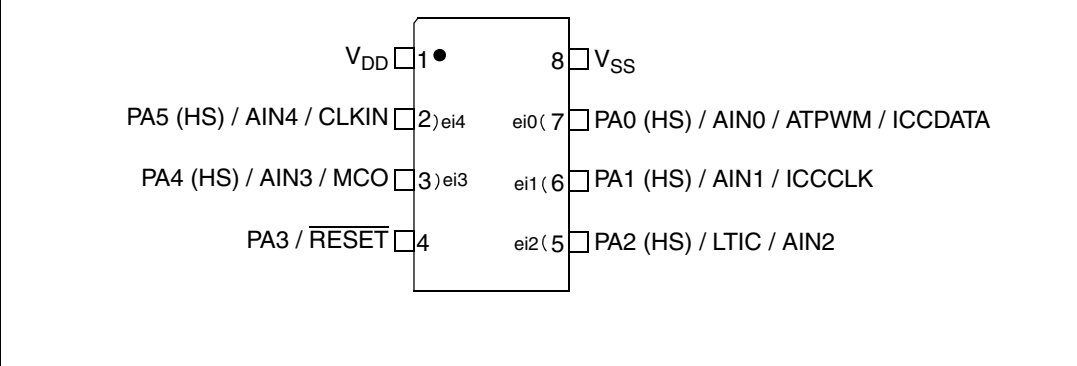 VDD 1 8 VSS
PA5 (HS) / AIN4 / CLKIN 2 )ei4 ei0( 7 PA0 (HS) / AIN0 / ATPWM / ICCDATA
PA4 (HS) / AIN3 / MCO 3 )ei3 ei1( 6 PA1 (HS) / AIN1 / ICCCLK
PA3 / RESET 4 ei2( 5 PA2 (HS) / LTIC / AIN2